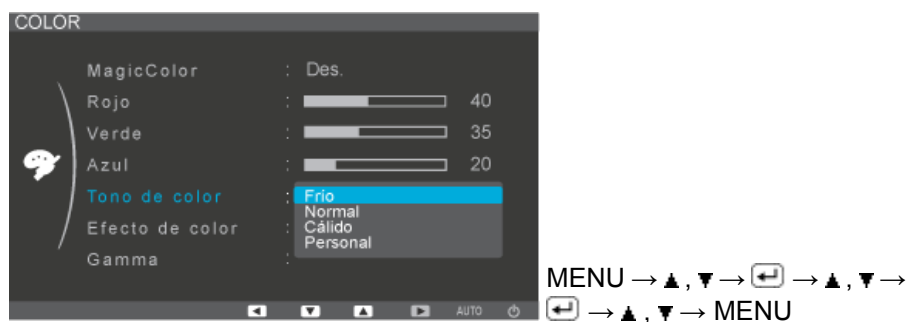 COLOR
MagicColor : Des.
Rojo : 40
Verde : 35
Azul : 20
Tono de color : Frío
Normal
Efecto de color : Cálido
Personal
Gamma :
AUTO
MENU → ▲ , ▼ → ↵ → ▲ , ▼ →
↵ → ▲ , ▼ → MENU